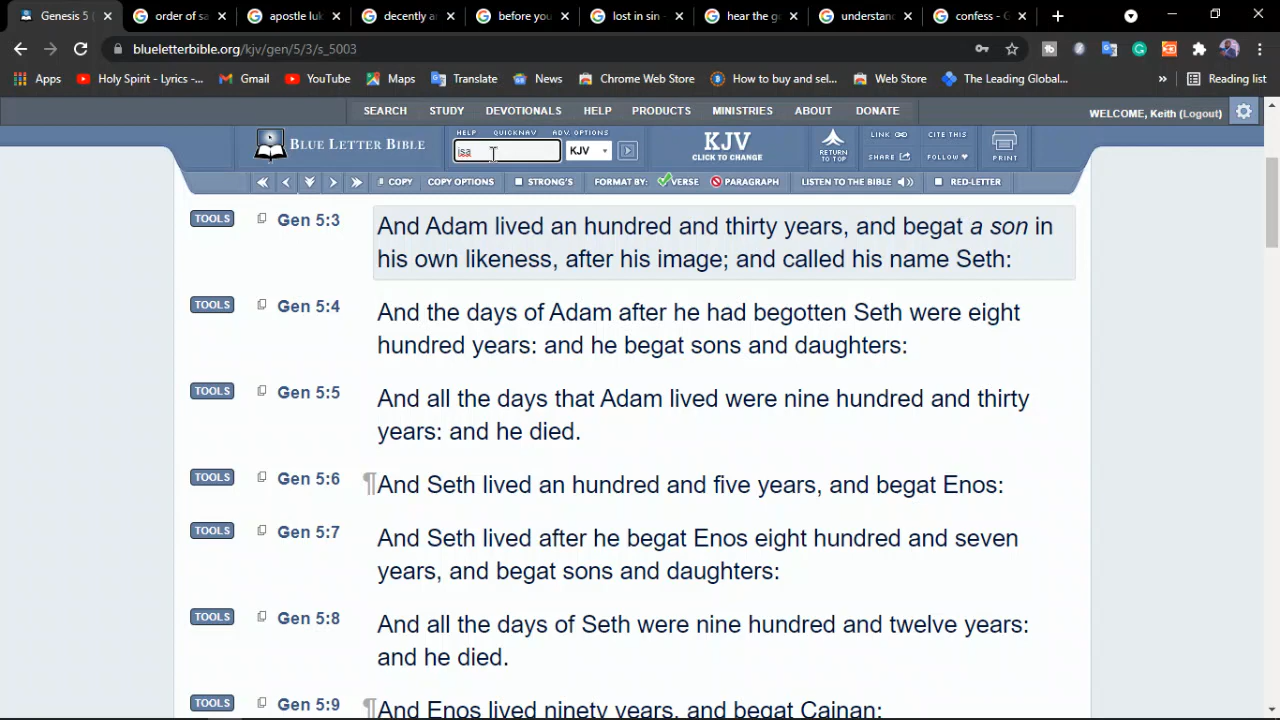 Genesis 5 (
order of sa
apostle luk
decently a
before you
lost in sin -
hear the go
understan
confess - G
blueletterbible.org/kjv/gen/5/3/s_5003
Apps
Holy Spirit - Lyrics -...
Gmail
YouTube
Maps
Translate
News
Chrome Web Store
How to buy and sel...
Web Store
The Leading Global...
»
Reading list
SEARCH STUDY DEVOTIONALS HELP PRODUCTS MINISTRIES ABOUT DONATE
WELCOME, Keith (Logout)
BLUE LETTER BIBLE
HELP QUICKNAV ADV. OPTIONS
isa
KJV
KJV
CLICK TO CHANGE
RETURN
TO TOP
LINK
CITE THIS
SHARE
FOLLOW
PRINT
COPY COPY OPTIONS STRONG'S FORMAT BY: VERSE PARAGRAPH LISTEN TO THE BIBLE RED-LETTER
TOOLS Gen 5:3 And Adam lived an hundred and thirty years, and begat a son in
his own likeness, after his image; and called his name Seth:
TOOLS Gen 5:4 And the days of Adam after he had begotten Seth were eight
hundred years: and he begat sons and daughters:
TOOLS Gen 5:5 And all the days that Adam lived were nine hundred and thirty
years: and he died.
TOOLS Gen 5:6 ¶And Seth lived an hundred and five years, and begat Enos:
TOOLS Gen 5:7 And Seth lived after he begat Enos eight hundred and seven
years, and begat sons and daughters:
TOOLS Gen 5:8 And all the days of Seth were nine hundred and twelve years:
and he died.
TOOLS Gen 5:9 ¶And Enos lived ninety years, and begat Cainan: